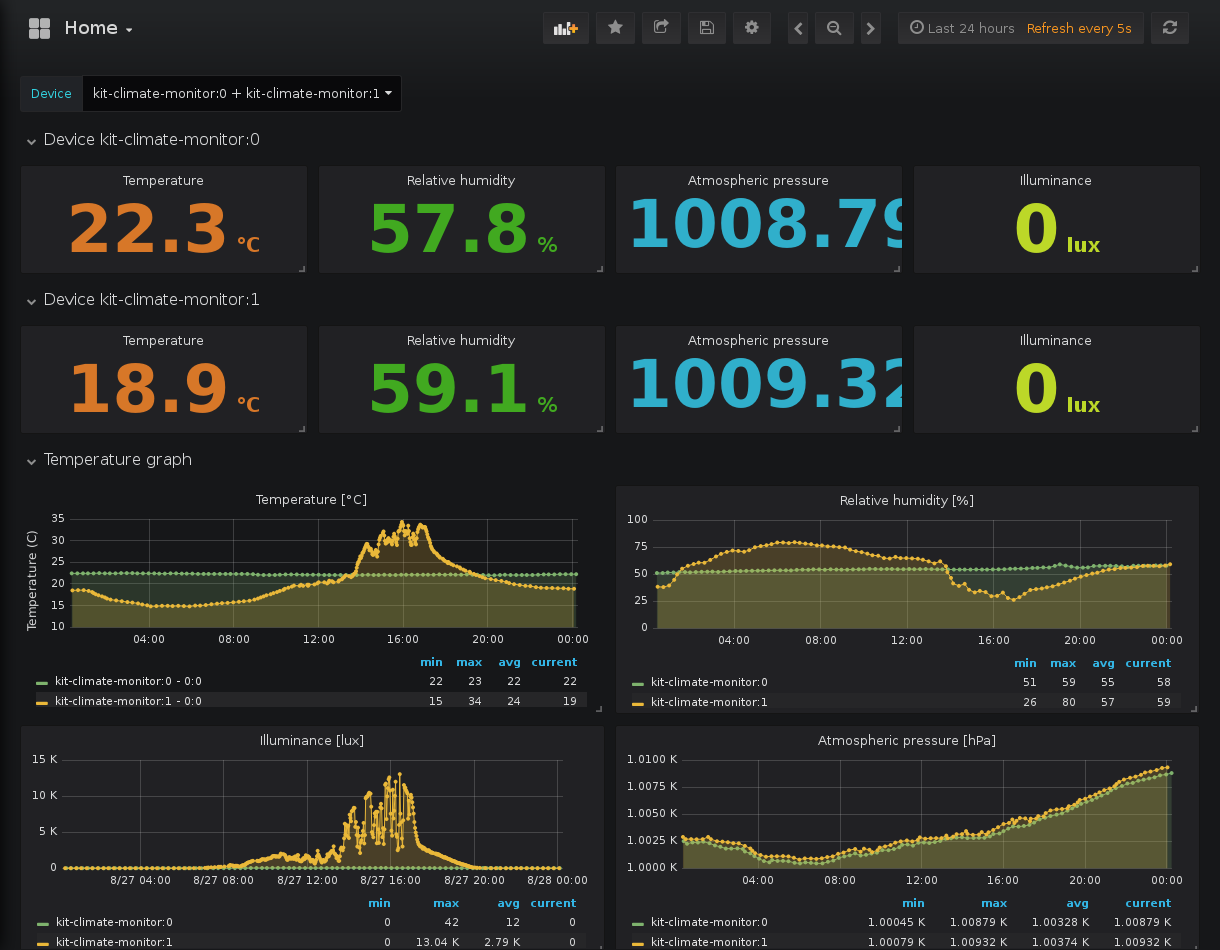 Home
Last 24 hours Refresh every 5s
Device kit-climate-monitor:0 + kit-climate-monitor:1
Device kit-climate-monitor:0
Temperature Relative humidity Atmospheric pressure Illuminance
22.3 °C 57.8 % 1008.79 0 lux
Device kit-climate-monitor:1
Temperature Relative humidity Atmospheric pressure Illuminance
18.9 °C 59.1 % 1009.32 0 lux
Temperature graph
Temperature [°C]
Temperature (C)
35
30
25
20
15
10
04:00 08:00 12:00 16:00 20:00 00:00
min max avg current
kit-climate-monitor:0 - 0:0 22 23 22 22
kit-climate-monitor:1 - 0:0 15 34 24 19
Relative humidity [%]
100
75
50
25
0
04:00 08:00 12:00 16:00 20:00 00:00
min max avg current
kit-climate-monitor:0 51 59 55 58
kit-climate-monitor:1 26 80 57 59
Illuminance [lux]
15 K
10 K
5 K
0
8/27 04:00 8/27 08:00 8/27 12:00 8/27 16:00 8/27 20:00 8/28 00:00
min max avg current
kit-climate-monitor:0 0 42 12 0
kit-climate-monitor:1 0 13.04 K 2.79 K 0
Atmospheric pressure [hPa]
1.0100 K
1.0075 K
1.0050 K
1.0025 K
1.0000 K
04:00 08:00 12:00 16:00 20:00 00:00
min max avg current
kit-climate-monitor:0 1.00045 K 1.00879 K 1.00328 K 1.00879 K
kit-climate-monitor:1 1.00079 K 1.00932 K 1.00374 K 1.00932 K